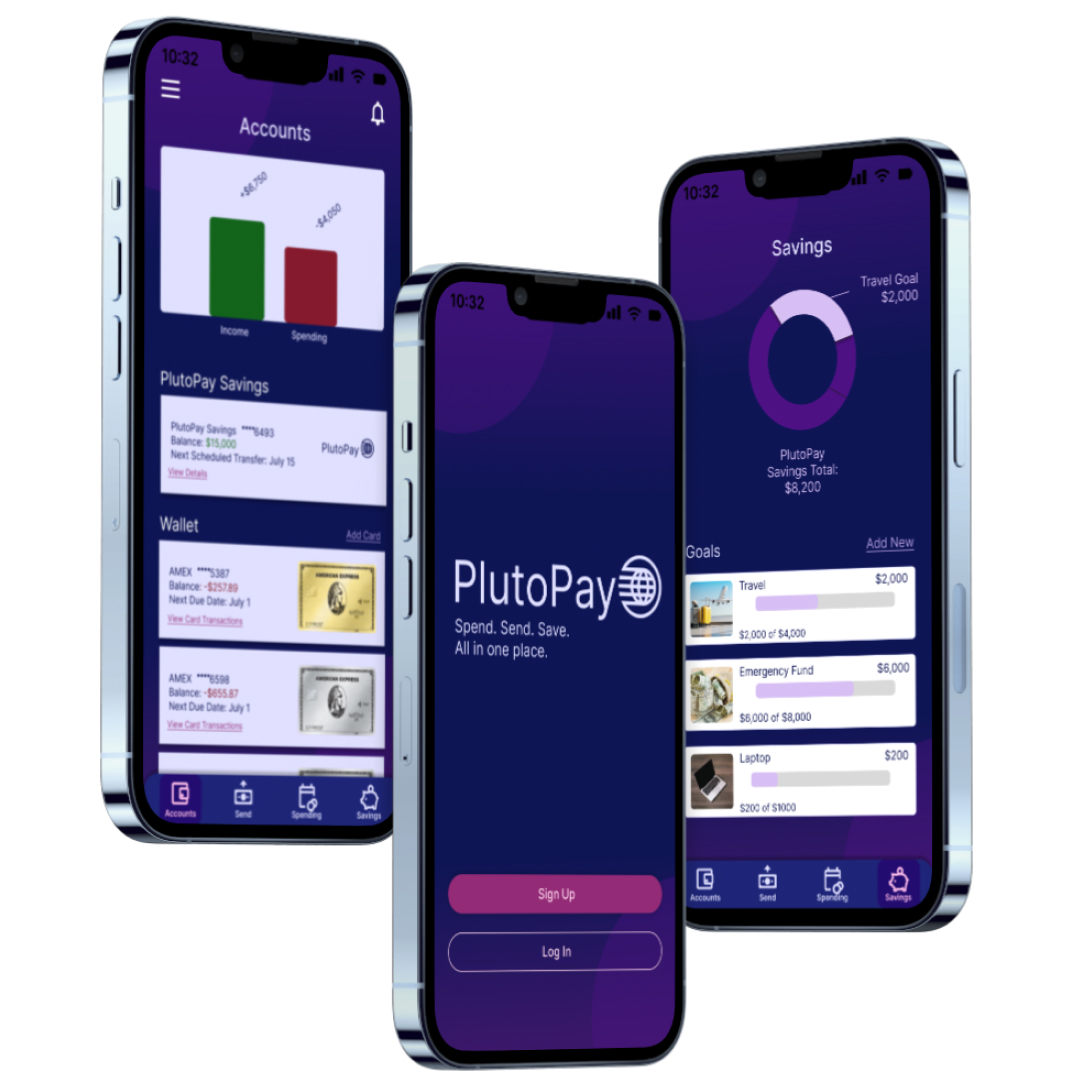 10:32
Accounts
+$6,750
-$4,050
Income
Spending
PlutoPay Savings
PlutoPay Savings ****6493
Balance: $15,000
Next Scheduled Transfer: July 15
View Details
PlutoPay
Wallet
Add Card
AMEX ****5387
Balance: -$257.89
Next Due Date: July 1
View Card Transactions
AMERICAN EXPRESS
AMEX ****6598
Balance: -$655.87
Next Due Date: July 1
View Card Transactions
AMERICAN EXPRESS
Accounts
Send
Spending
Savings
10:32
PlutoPay
Spend. Send. Save.
All in one place.
Sign Up
Log In
10:32
Savings
Travel Goal
$2,000
PlutoPay
Savings Total:
$8,200
Goals
Add New
Travel
$2,000
$2,000 of $4,000
Emergency Fund
$6,000
$6,000 of $8,000
Laptop
$200
$200 of $1000
Accounts
Send
Spending
Savings